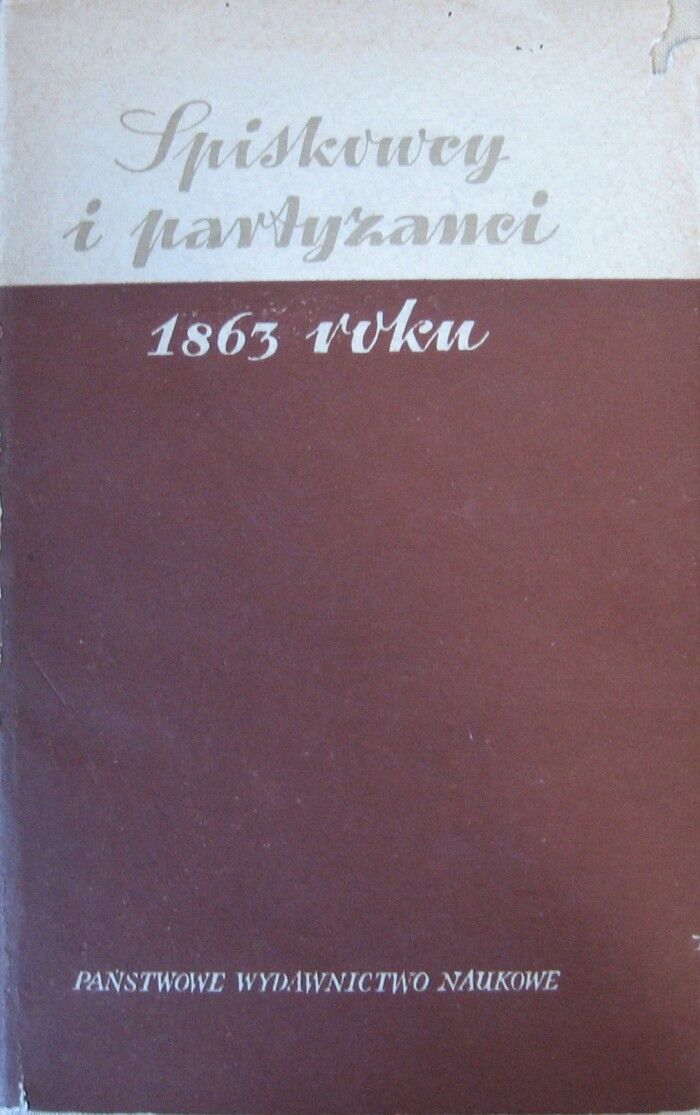 Spiskowcy
i partyzanci
1863 roku
PAŃSTWOWE WYDAWNICTWO NAUKOWE